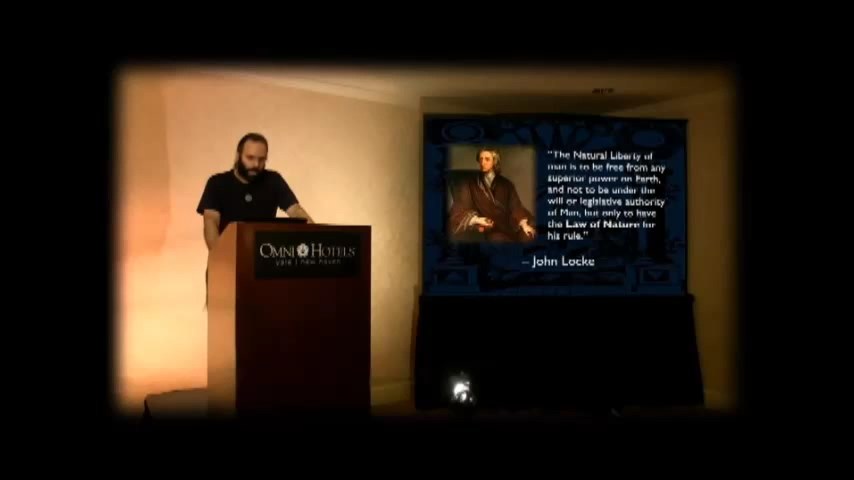 OMNI HOTELS
yale | new haven
"The Natural Liberty of
man is to be free from any
superior power on Earth,
and not to be under the
will or legislative authority
of Man, but only to have
the Law of Nature for
his rule."
– John Locke